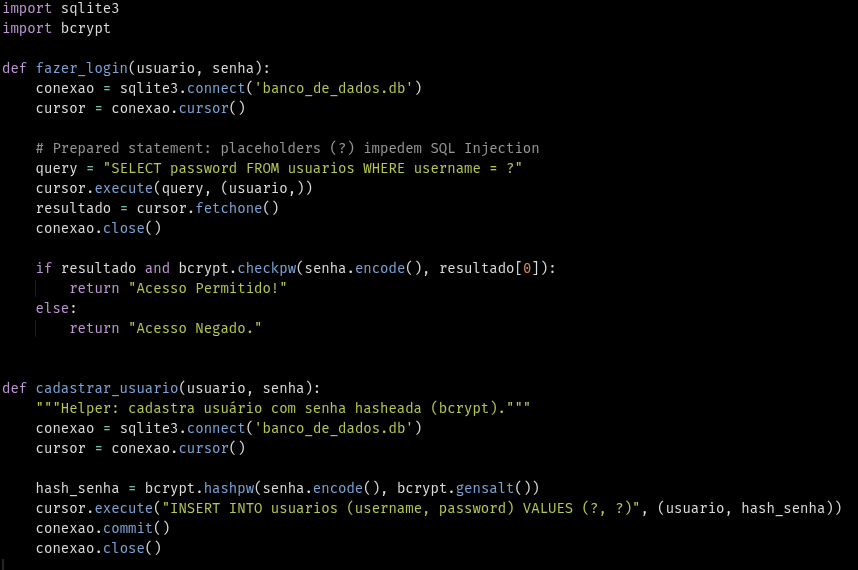 import sqlite3
import bcrypt
def fazer_login(usuario, senha):
    conexao = sqlite3.connect('banco_de_dados.db')
    cursor = conexao.cursor()
    # Prepared statement: placeholders (?) impedem SQL Injection
    query = "SELECT password FROM usuarios WHERE username = ?"
    cursor.execute(query, (usuario,))
    resultado = cursor.fetchone()
    conexao.close()
    if resultado and bcrypt.checkpw(senha.encode(), resultado[0]):
        return "Acesso Permitido!"
    else:
        return "Acesso Negado."
def cadastrar_usuario(usuario, senha):
    """Helper: cadastra usuário com senha hasheada (bcrypt)."""
    conexao = sqlite3.connect('banco_de_dados.db')
    cursor = conexao.cursor()
    hash_senha = bcrypt.hashpw(senha.encode(), bcrypt.gensalt())
    cursor.execute("INSERT INTO usuarios (username, password) VALUES (?, ?)", (usuario, hash_senha))
    conexao.commit()
    conexao.close()